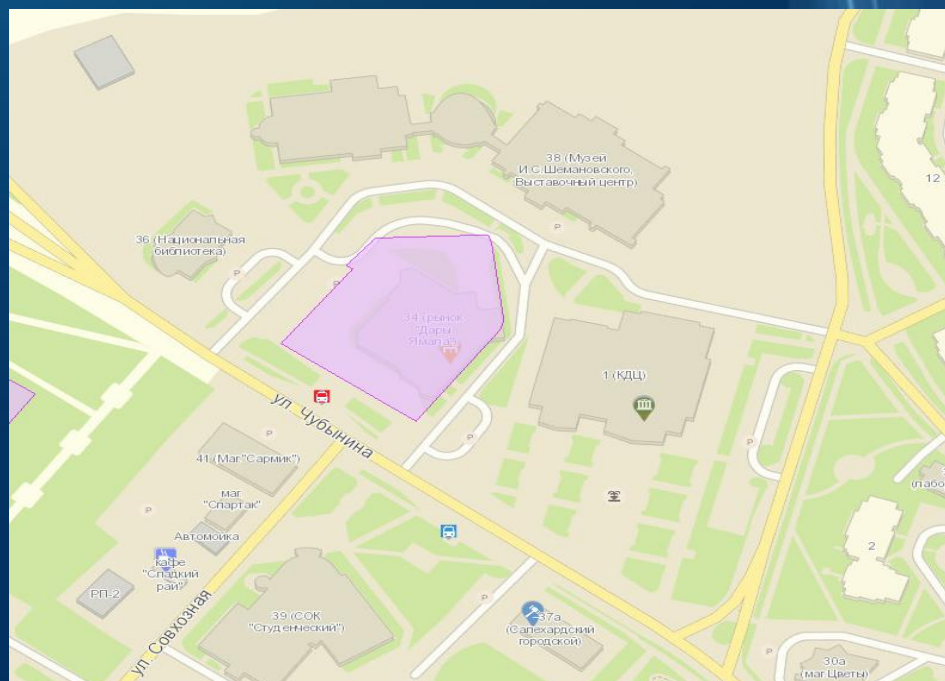 38 (Музей
И.С.Шемановского,
Выставочный центр)
12
36 (Национальная
библиотека)
P
P
P
34 (рынок
"Дары
Ямала")
1 (КДЦ)
ул. Чубынина
P
P
P
41 (Маг"Сармик")
маг
"Спартак"
P
Автомойка
кафе
"Сладкий
рай"
РП-2
2
39 (СОК
"Студенческий")
P
37а
(Салехардский
городской)
ул. Совхозная
P
30а
(маг.Цветы)